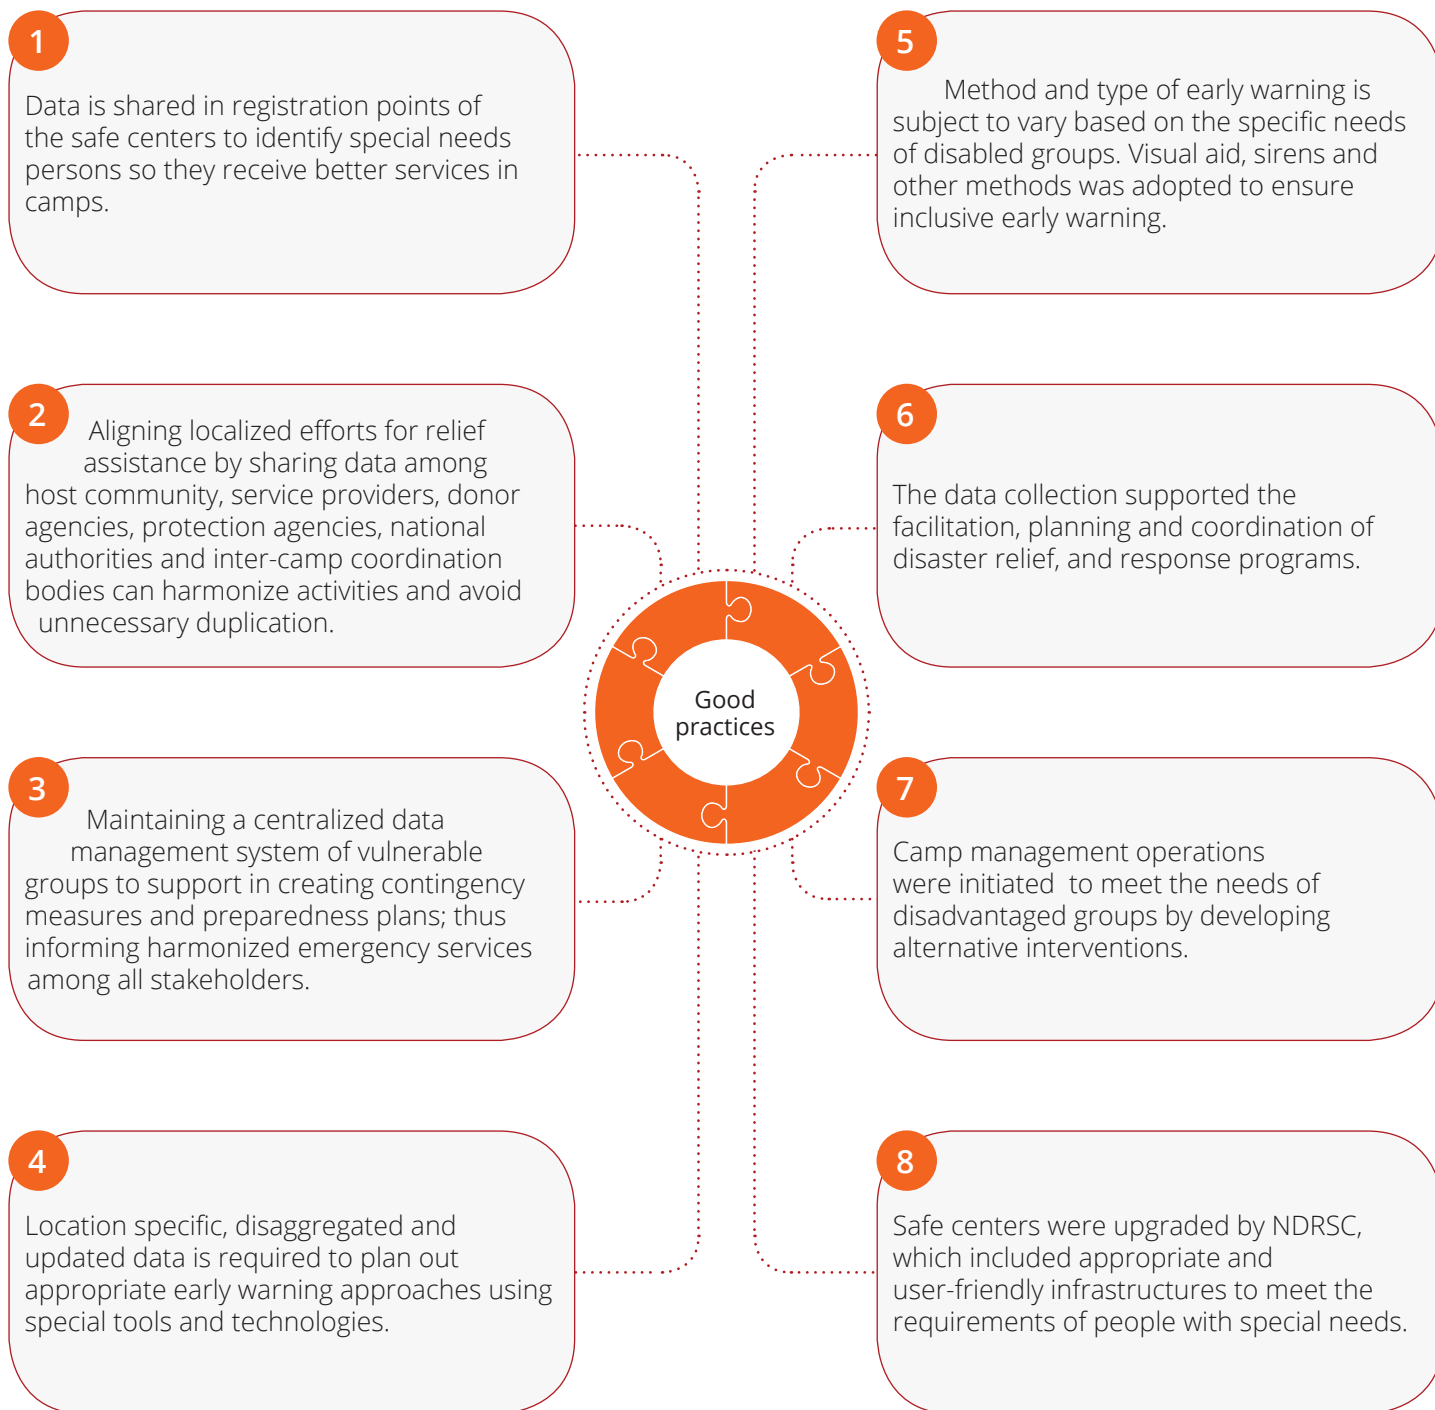 1
Data is shared in registration points of
the safe centers to identify special needs
persons so they receive better services in
camps.
2
Aligning localized efforts for relief
assistance by sharing data among
host community, service providers, donor
agencies, protection agencies, national
authorities and inter-camp coordination
bodies can harmonize activities and avoid
unnecessary duplication.
3
Maintaining a centralized data
management system of vulnerable
groups to support in creating contingency
measures and preparedness plans; thus
informing harmonized emergency services
among all stakeholders.
4
Location specific, disaggregated and
updated data is required to plan out
appropriate early warning approaches using
special tools and technologies.
Good
practices
5
Method and type of early warning is
subject to vary based on the specific needs
of disabled groups. Visual aid, sirens and
other methods was adopted to ensure
inclusive early warning.
6
The data collection supported the
facilitation, planning and coordination of
disaster relief, and response programs.
7
Camp management operations
were initiated  to meet the needs of
disadvantaged groups by developing
alternative interventions.
8
Safe centers were upgraded by NDRSC,
which included appropriate and
user-friendly infrastructures to meet the
requirements of people with special needs.